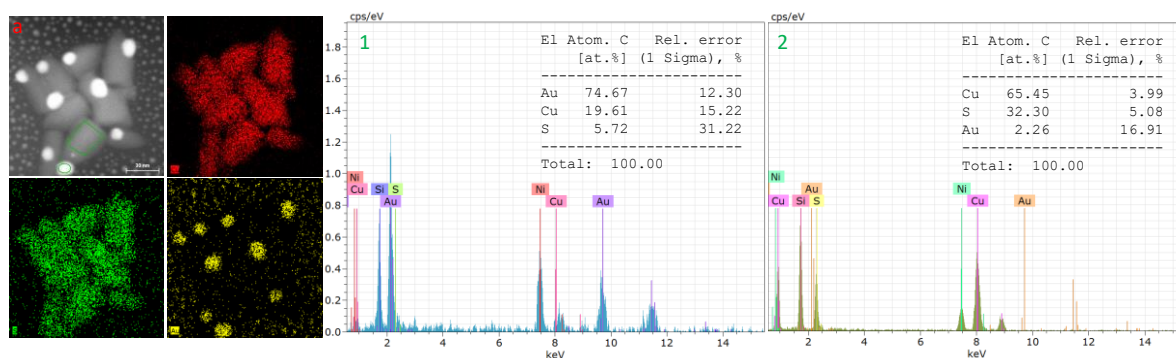 a
30 nm
Au
cps/eV
1
El Atom. C Rel. error
[at.%] (1 Sigma), %
Au 74.67 12.30
Cu 19.61 15.22
S 5.72 31.22
Total: 100.00
1.8
1.6
1.4
1.2
1.0
0.8
0.6
0.4
0.2
0.0
Ni
Cu
Si
S
Au
Ni
Cu
Au
2 4 6 8 10 12 14
keV
cps/eV
2
El Atom. C Rel. error
[at.%] (1 Sigma), %
Cu 65.45 3.99
S 32.30 5.08
Au 2.26 16.91
Total: 100.00
Ni
Cu
Si
Au
S
Ni
Cu
Au
2 4 6 8 10 12 14
keV